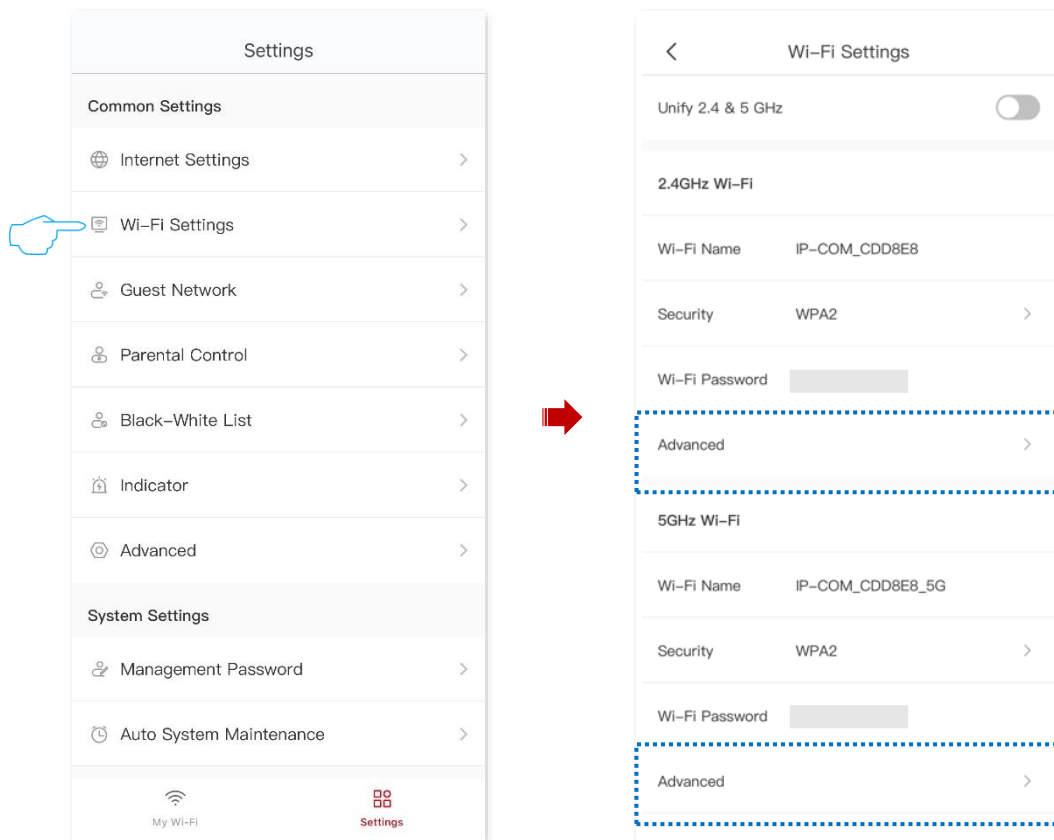 Settings
Common Settings
Internet Settings
Wi-Fi Settings
Guest Network
Parental Control
Black-White List
Indicator
Advanced
System Settings
Management Password
Auto System Maintenance
My Wi-Fi
Settings
Wi-Fi Settings
Unify 2.4 & 5 GHz
2.4GHz Wi-Fi
Wi-Fi Name IP-COM_CDD8E8
Security WPA2
Wi-Fi Password
Advanced
5GHz Wi-Fi
Wi-Fi Name IP-COM_CDD8E8_5G
Security WPA2
Wi-Fi Password
Advanced